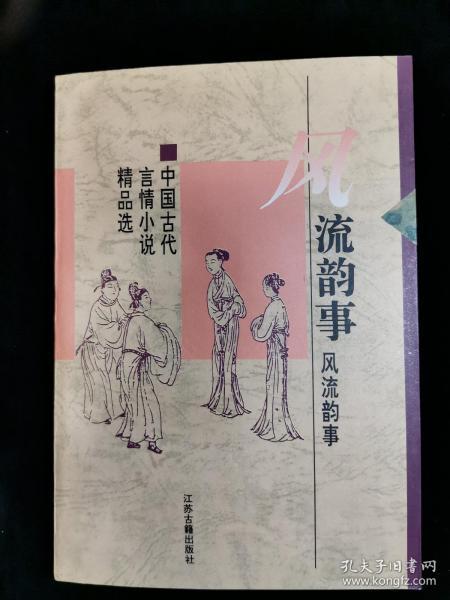 风流韵事
风流韵事
中国古代
言情小说
精品选
江苏古籍出版社
孔夫子旧书网
www.kongfz.com